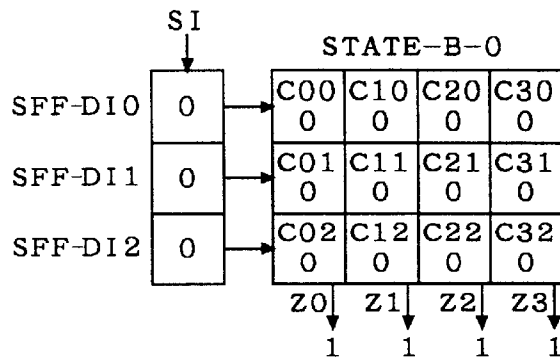 SI
STATE-B-0
SFF-DI0 0 C00 C10 C20 C30
0 0 0 0
SFF-DI1 0 C01 C11 C21 C31
0 0 0 0
SFF-DI2 0 C02 C12 C22 C32
0 0 0 0
Z0 Z1 Z2 Z3
1 1 1 1